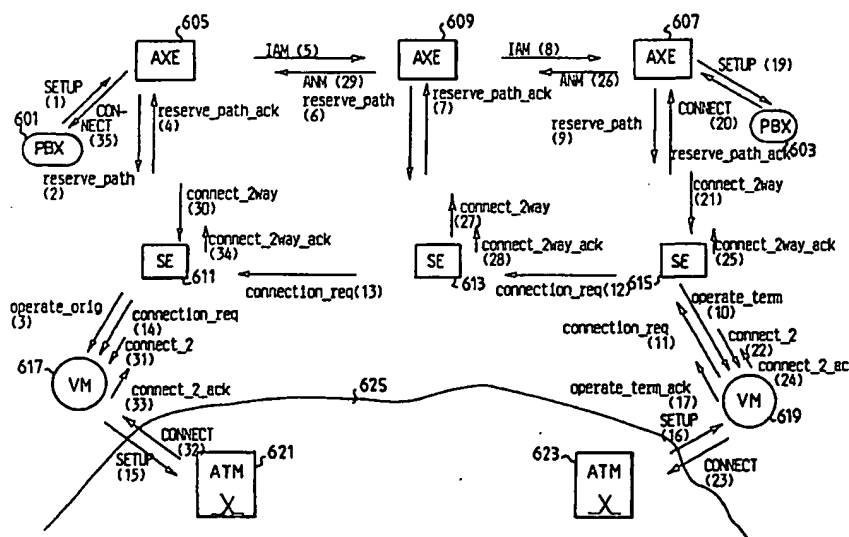 605
609
607
AXE
AXE
AXE
IAM (5)
IAM (8)
SETUP (19)
SETUP
(1)
ANM (29)
ANM (26)
reserve_path
(6)
reserve_path_ack
(7)
CON-
NECT
(35)
reserve_path_ack
(4)
CONNECT
(20)
601
PBX
PBX
603
reserve_path
(9)
reserve_path_ack
reserve_path
(2)
connect_2way
(30)
connect_2way
(27)
connect_2way
(21)
connect_2way_ack
(34)
connect_2way_ack
(28)
connect_2way_ack
(25)
SE
611
SE
613
SE
615
connection_req(13)
connection_req(12)
operate_orig
(3)
connection_req
(14)
operate_term
(10)
connection_req
(11)
connect_2
(31)
connect_2
(22)
617
VM
connect_2_ack
(33)
625
operate_term_ack
(17)
connect_2_ac
(24)
VM
619
SETUP
(16)
CONNECT
(32)
SETUP
(15)
621
ATM
623
ATM
CONNECT
(23)